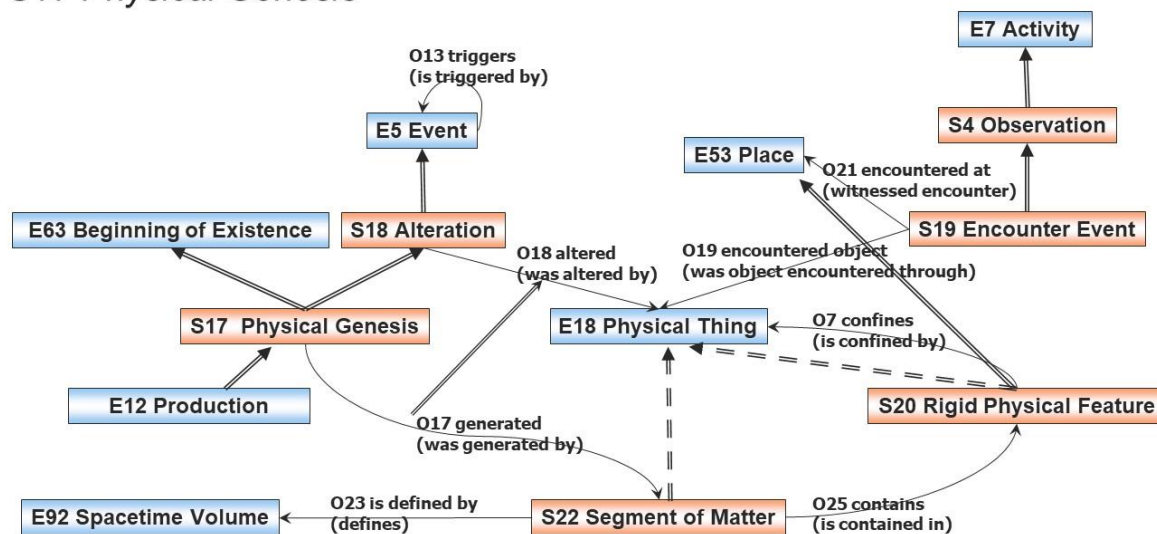 S17 Physical Genesis
E7 Activity
O13 triggers
(is triggered by)
S4 Observation
E5 Event
E53 Place
O21 encountered at
(witnessed encounter)
E63 Beginning of Existence
S18 Alteration
S19 Encounter Event
O18 altered
(was altered by)
O19 encountered object
(was object encountered through)
S17 Physical Genesis
E18 Physical Thing
O7 confines
(is confined by)
E12 Production
S20 Rigid Physical Feature
O17 generated
(was generated by)
O23 is defined by
(defines)
E92 Spacetime Volume
S22 Segment of Matter
O25 contains
(is contained in)